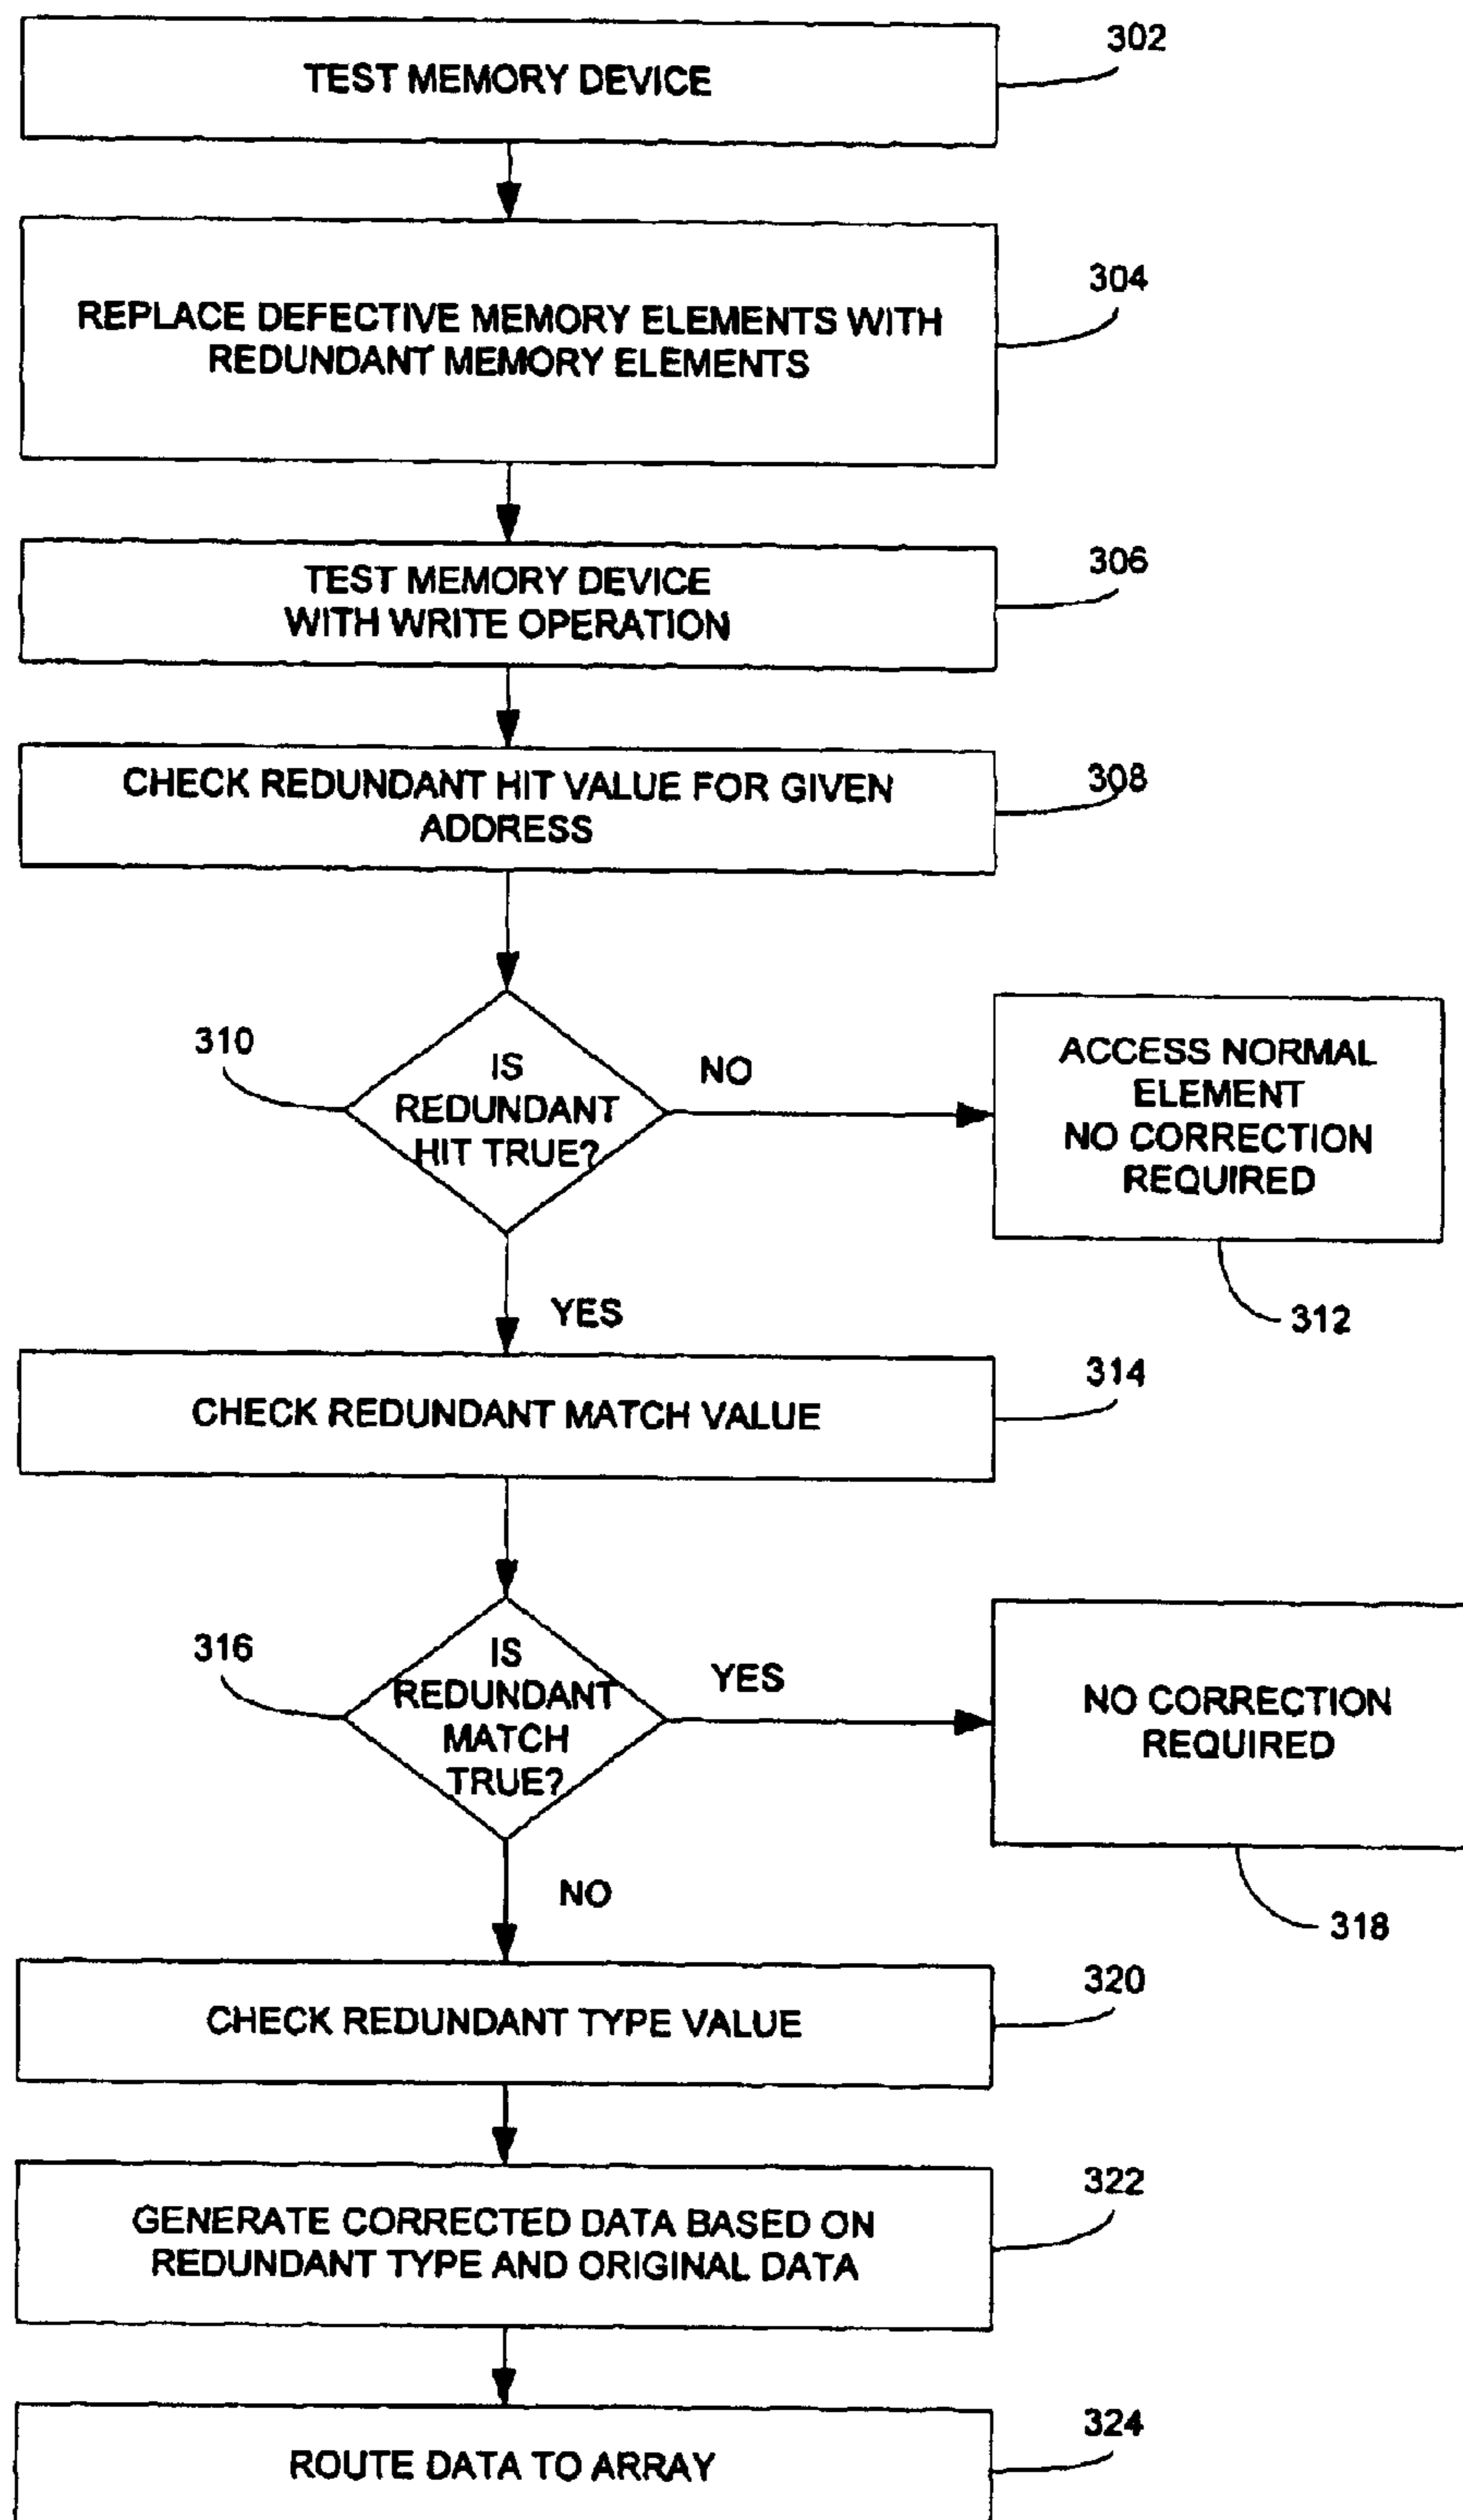 302
TEST MEMORY DEVICE
304
REPLACE DEFECTIVE MEMORY ELEMENTS WITH
REDUNDANT MEMORY ELEMENTS
306
TEST MEMORY DEVICE
WITH WRITE OPERATION
308
CHECK REDUNDANT HIT VALUE FOR GIVEN
ADDRESS
310
IS
REDUNDANT
HIT TRUE?
NO
ACCESS NORMAL
ELEMENT
NO CORRECTION
REQUIRED
312
YES
314
CHECK REDUNDANT MATCH VALUE
316
IS
REDUNDANT
MATCH
TRUE?
YES
NO CORRECTION
REQUIRED
318
NO
320
CHECK REDUNDANT TYPE VALUE
322
GENERATE CORRECTED DATA BASED ON
REDUNDANT TYPE AND ORIGINAL DATA
324
ROUTE DATA TO ARRAY